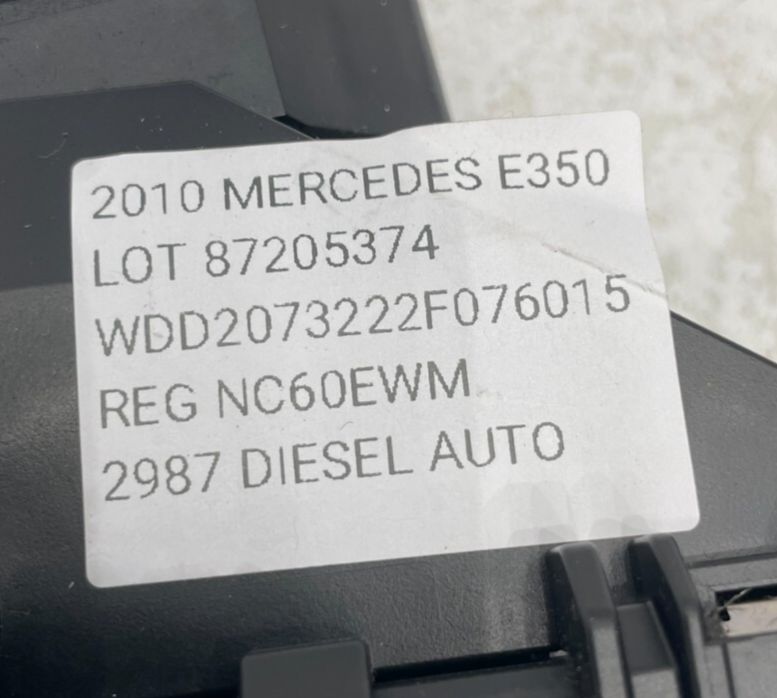 2010 MERCEDES E350
LOT 87205374
WDD2073222F076015
REG NC60EWM
2987 DIESEL AUTO